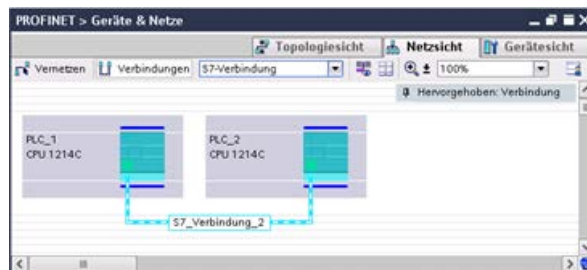 PROFINET > Geräte & Netze
Topologiesicht Netzsicht Gerätesicht
Vernetzen Verbindungen S7-Verbindung 100%
Hervorgehoben: Verbindung
PLC_1 PLC_2
CPU 1214C CPU 1214C
S7_Verbindung_2